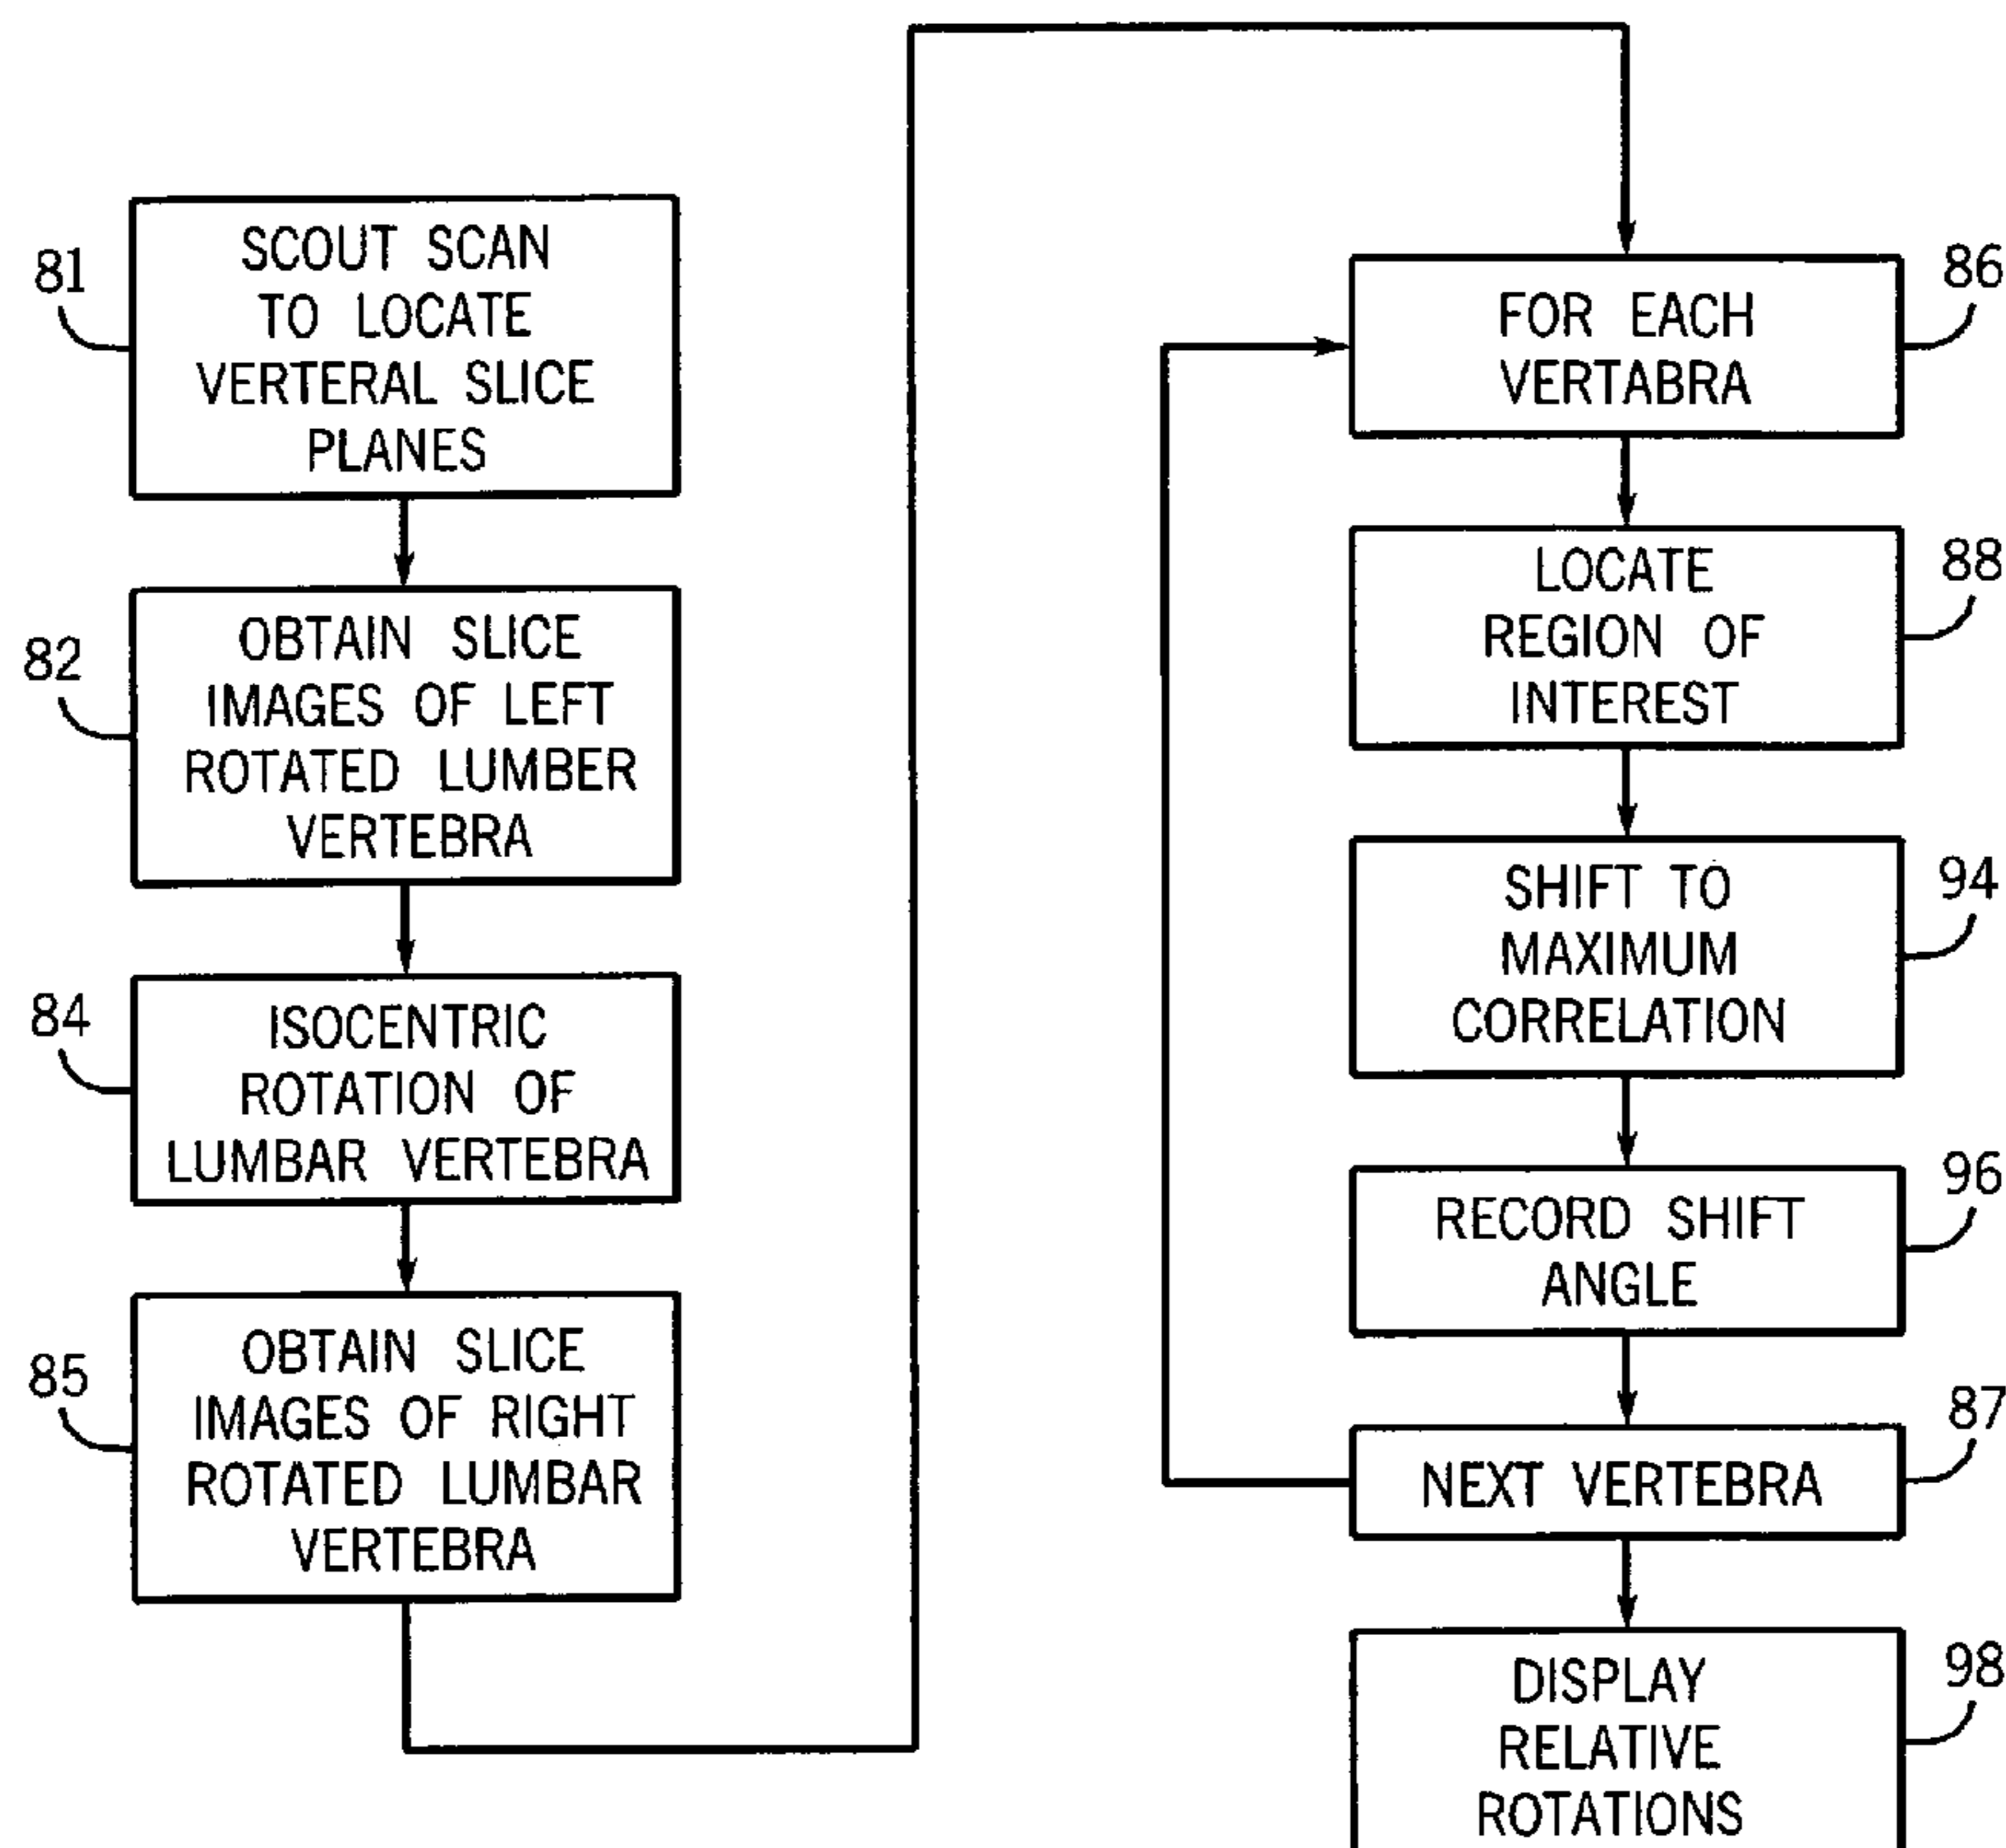 81
SCOUT SCAN
TO LOCATE
VERTERAL SLICE
PLANES
82
OBTAIN SLICE
IMAGES OF LEFT
ROTATED LUMBER
VERTEBRA
84
ISOCENTRIC
ROTATION OF
LUMBAR VERTEBRA
85
OBTAIN SLICE
IMAGES OF RIGHT
ROTATED LUMBAR
VERTEBRA
86
FOR EACH
VERTABRA
88
LOCATE
REGION OF
INTEREST
94
SHIFT TO
MAXIMUM
CORRELATION
96
RECORD SHIFT
ANGLE
87
NEXT VERTEBRA
98
DISPLAY
RELATIVE
ROTATIONS